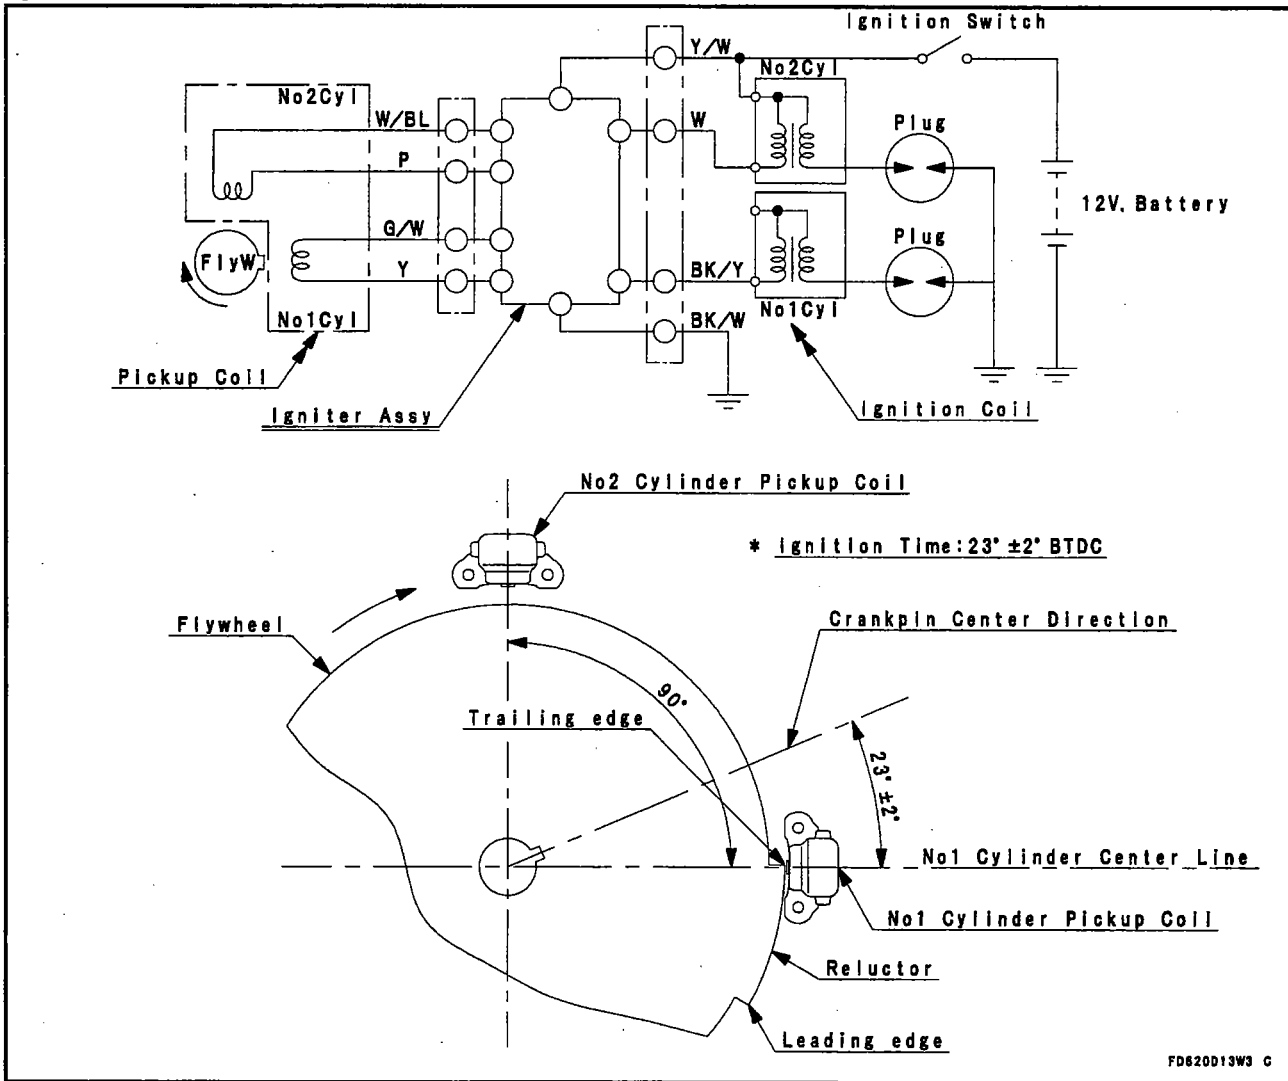 Ignition Switch
Y/W
No2Cyl
No2Cyl
W/BL
W
Plug
P
12V. Battery
G/W
Plug
FlyW
Y
BK/Y
No1Cyl
No1Cyl
BK/W
Pickup Coil
Igniter Assy
Ignition Coil
No2 Cylinder Pickup Coil
* Ignition Time:23° ±2° BTDC
Flywheel
Crankpin Center Direction
90°
Trailing edge
23° ±2°
No1 Cylinder Center Line
No1 Cylinder Pickup Coil
Reluctor
Leading edge
FD620D13W3 C